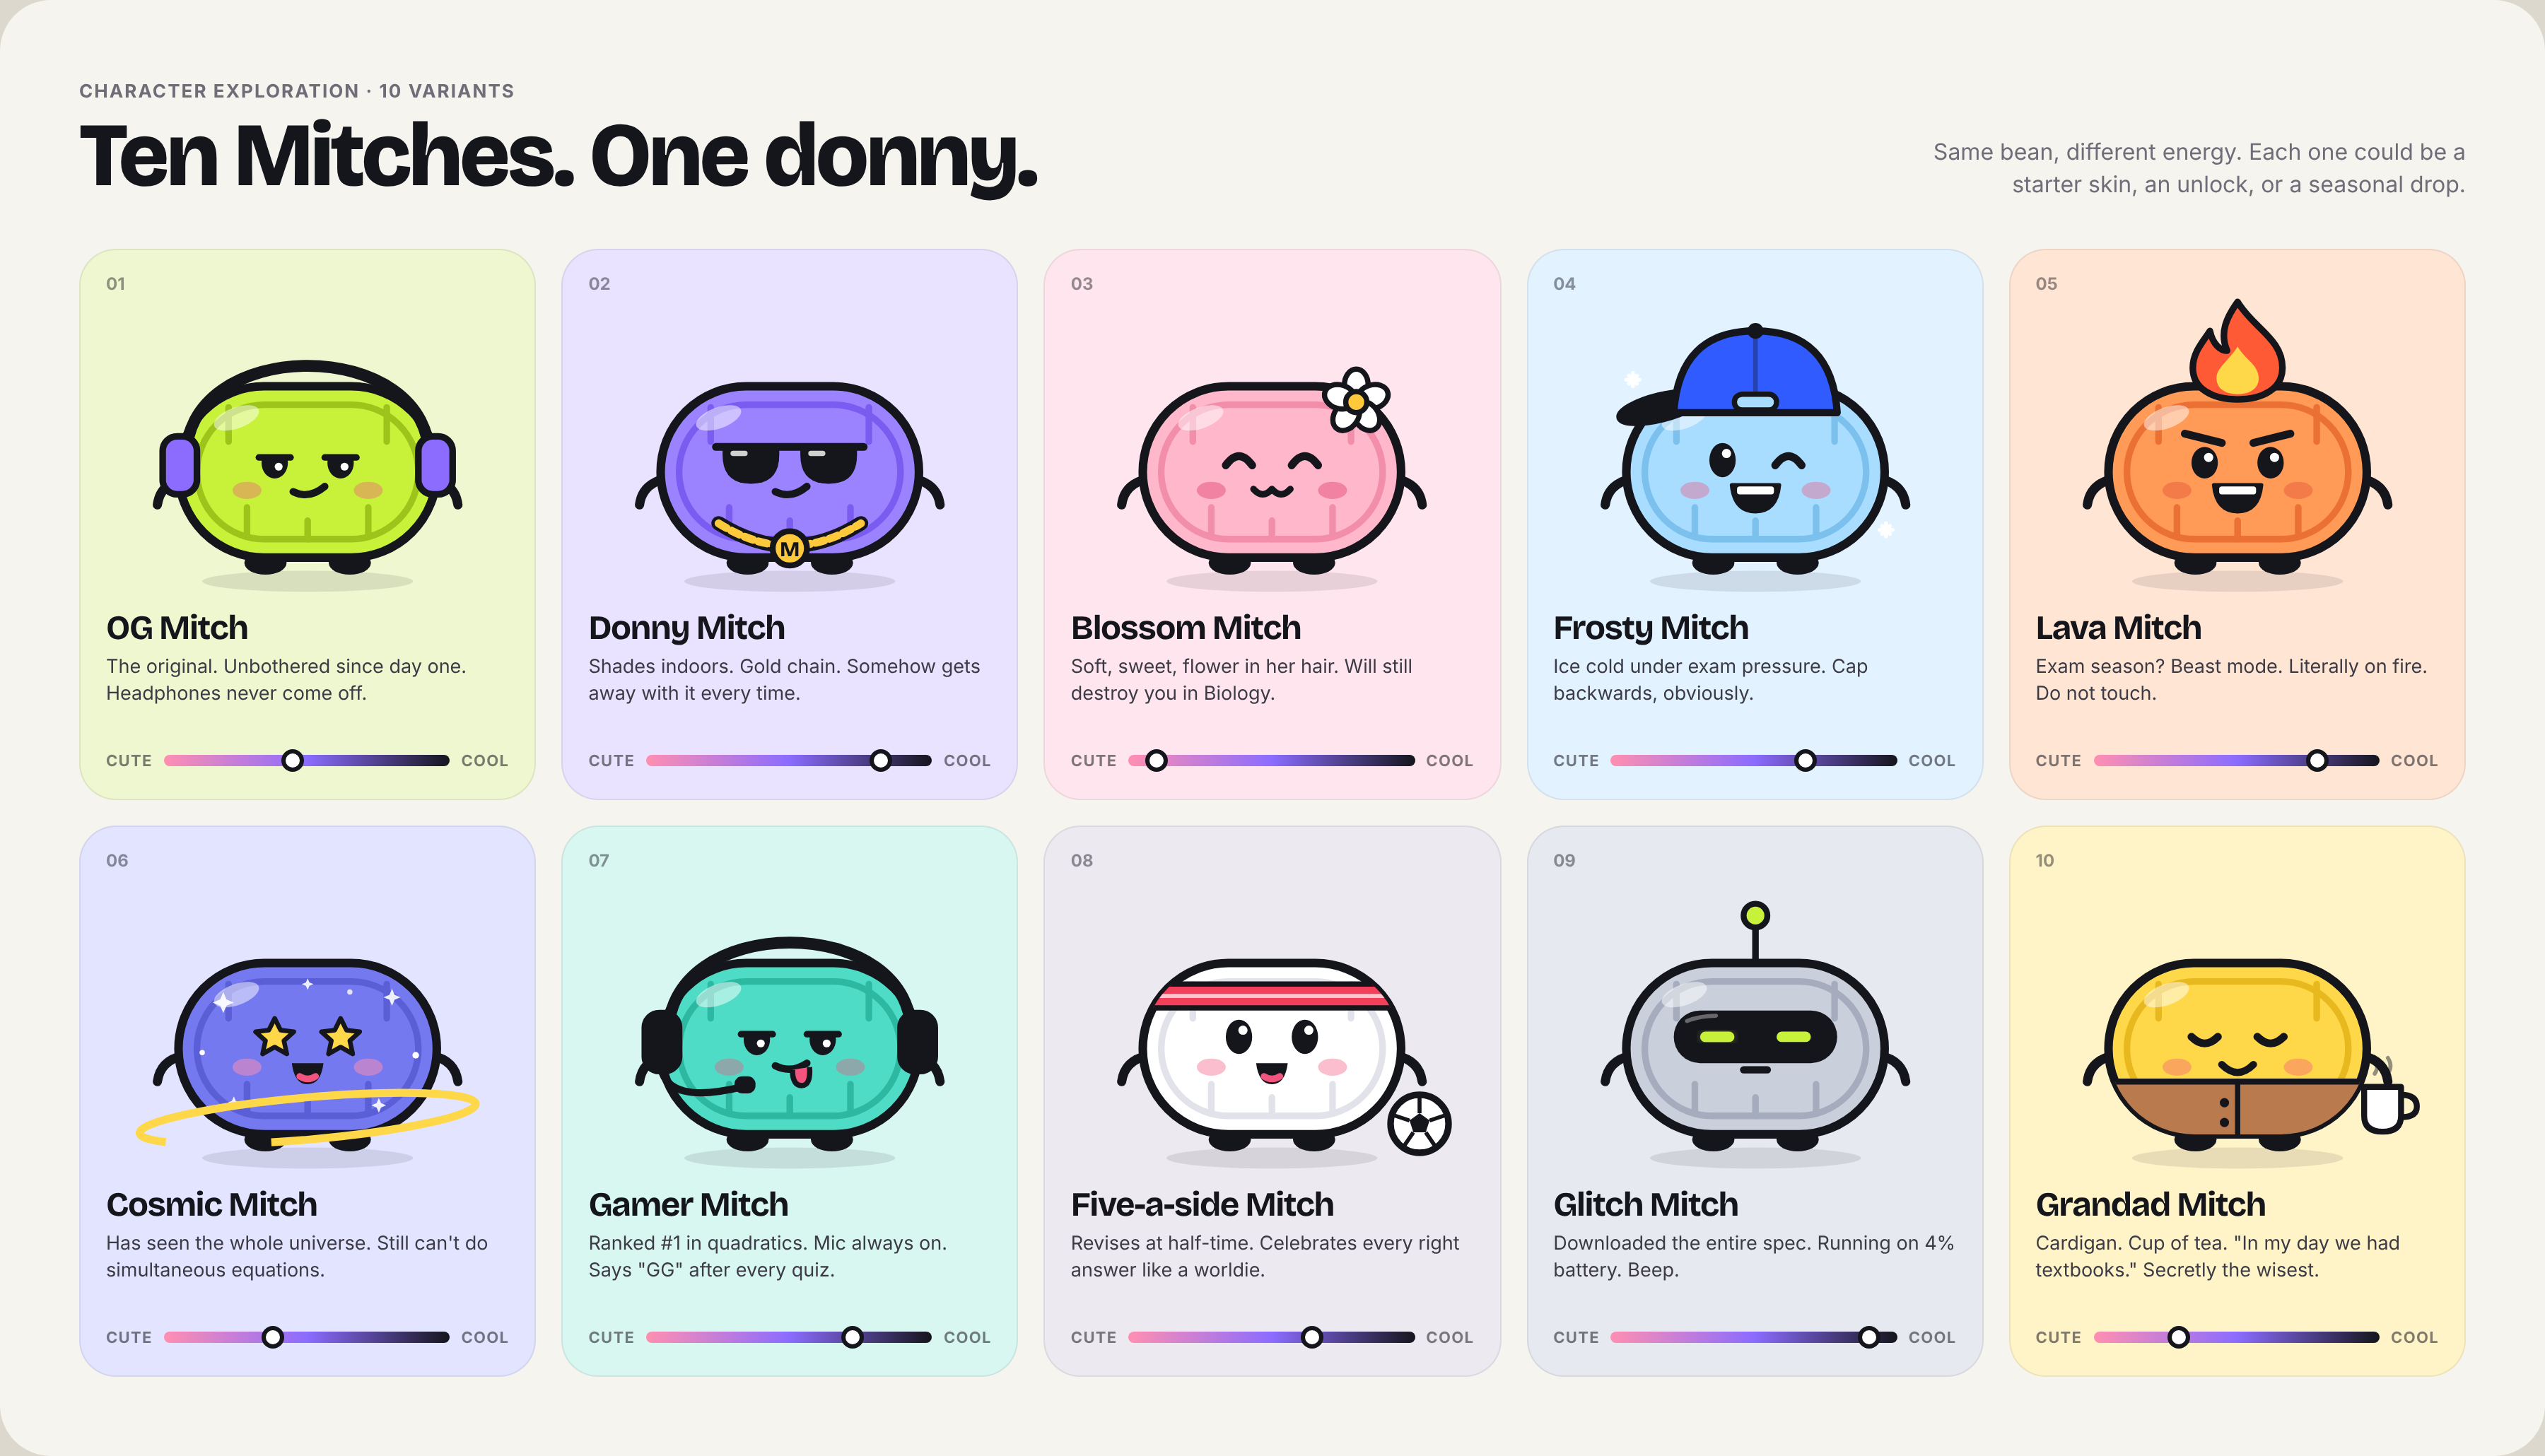 CHARACTER EXPLORATION · 10 VARIANTS
Ten Mitches. One donny.
Same bean, different energy. Each one could be a
starter skin, an unlock, or a seasonal drop.
01
OG Mitch
The original. Unbothered since day one.
Headphones never come off.
CUTE COOL
02
M
Donny Mitch
Shades indoors. Gold chain. Somehow gets
away with it every time.
CUTE COOL
03
Blossom Mitch
Soft, sweet, flower in her hair. Will still
destroy you in Biology.
CUTE COOL
04
Frosty Mitch
Ice cold under exam pressure. Cap
backwards, obviously.
CUTE COOL
05
Lava Mitch
Exam season? Beast mode. Literally on fire.
Do not touch.
CUTE COOL
06
Cosmic Mitch
Has seen the whole universe. Still can't do
simultaneous equations.
CUTE COOL
07
Gamer Mitch
Ranked #1 in quadratics. Mic always on.
Says "GG" after every quiz.
CUTE COOL
08
Five-a-side Mitch
Revises at half-time. Celebrates every right
answer like a worldie.
CUTE COOL
09
Glitch Mitch
Downloaded the entire spec. Running on 4%
battery. Beep.
CUTE COOL
10
Grandad Mitch
Cardigan. Cup of tea. "In my day we had
textbooks." Secretly the wisest.
CUTE COOL